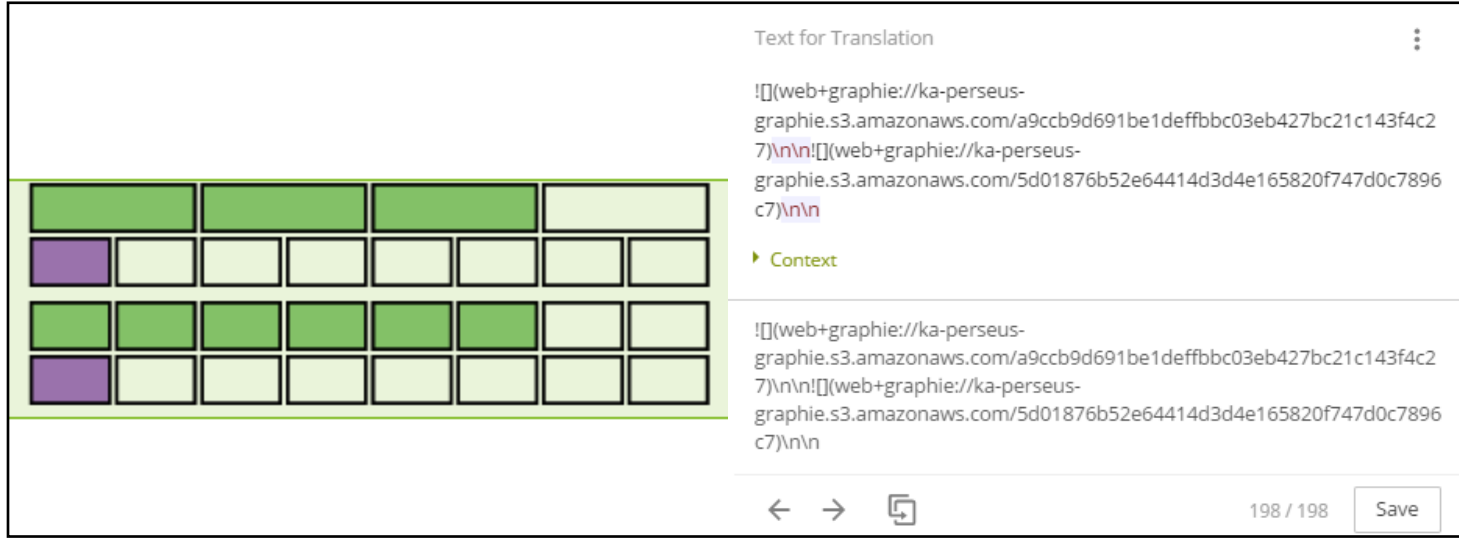 Text for Translation
![](web+graphie://ka-perseus-
graphie.s3.amazonaws.com/a9ccb9d691be1deffbbc03eb427bc21c143f4c2
7)\n\n![](web+graphie://ka-perseus-
graphie.s3.amazonaws.com/5d01876b52e64414d3d4e165820f747d0c7896
c7)\n\n
Context
![](web+graphie://ka-perseus-
graphie.s3.amazonaws.com/a9ccb9d691be1deffbbc03eb427bc21c143f4c2
7)\n\n![](web+graphie://ka-perseus-
graphie.s3.amazonaws.com/5d01876b52e64414d3d4e165820f747d0c7896
c7)\n\n
198 / 198
Save